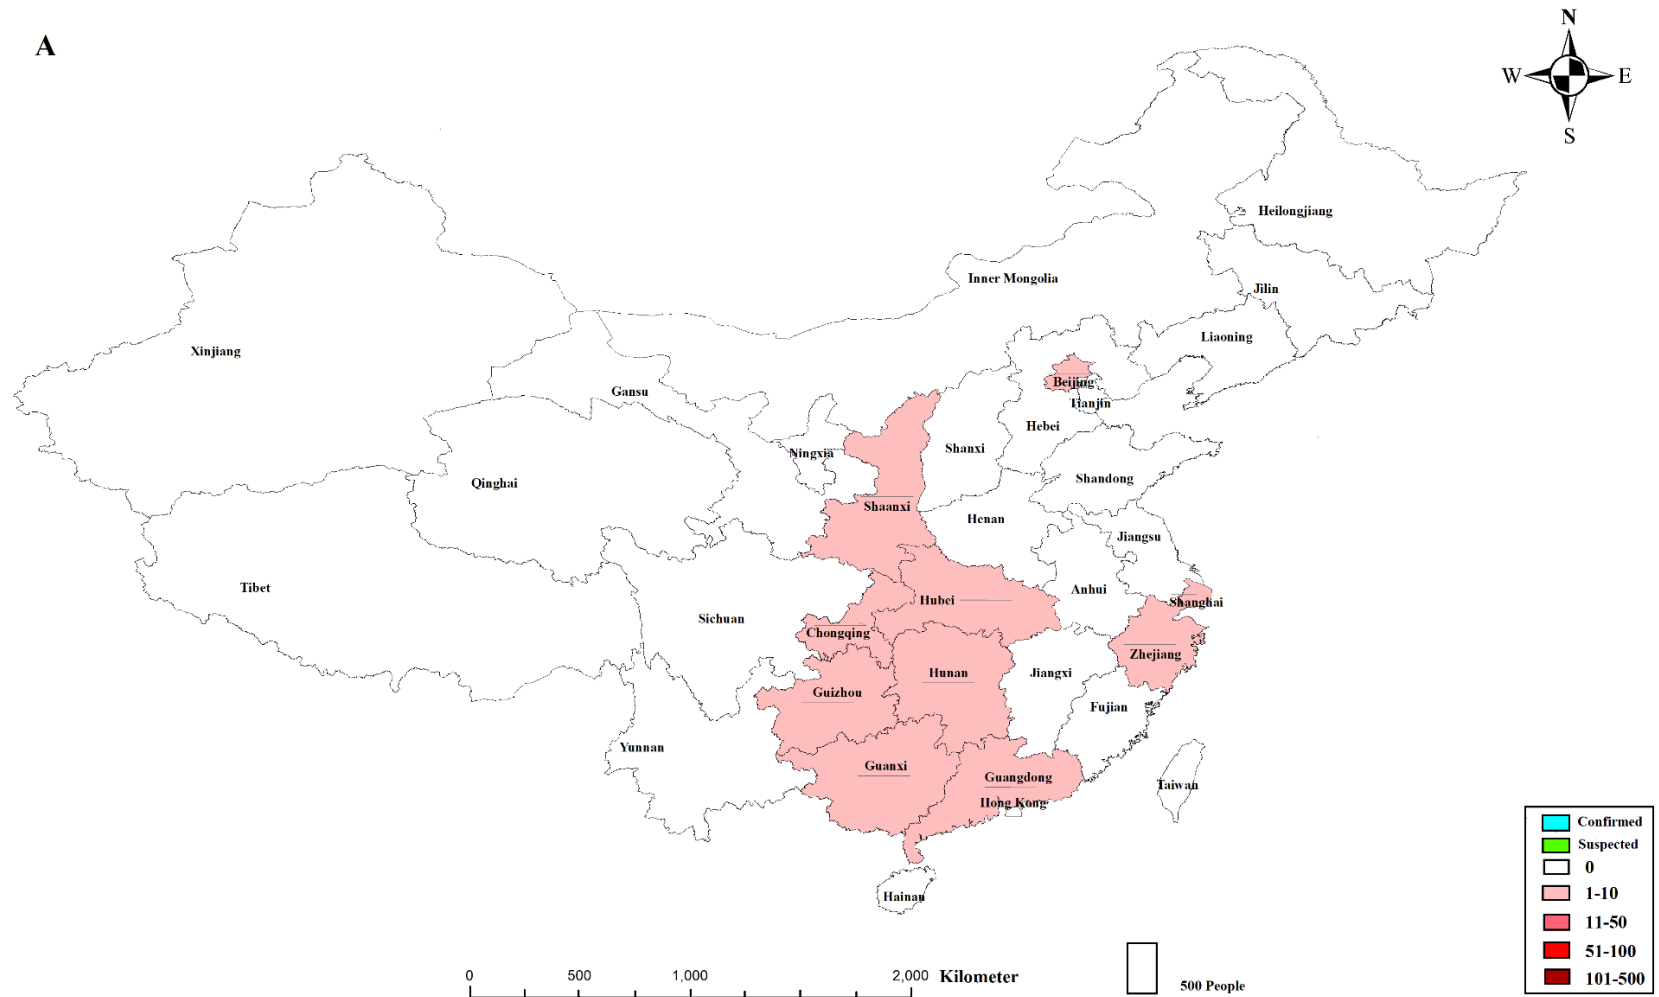 A
N
W
E
S
Heilongjiang
Inner Mongolia
Jilin
Liaoning
Xinjiang
Gansu
Beijing
Tianjin
Hebei
Ningxia
Shanxi
Shandong
Qinghai
Shaanxi
Henan
Jiangsu
Tibet
Anhui
Hubei
Shanghai
Sichuan
Chongqing
Zhejiang
Hunan
Jiangxi
Guizhou
Fujian
Yunnan
Guanxi
Guangdong
Taiwan
Hong Kong
Hainan
Confirmed
Suspected
0
1-10
11-50
51-100
101-500
0 500 1,000 2,000 Kilometer
500 People